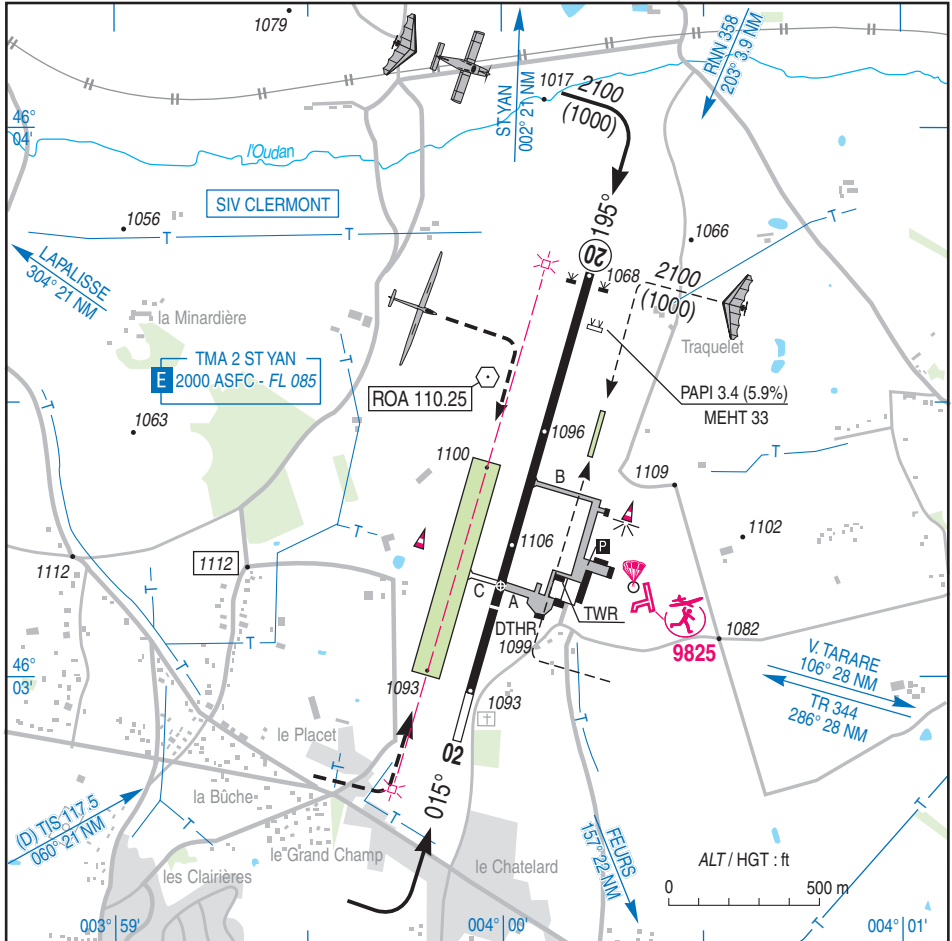 1079
RNN 358
203° 3.9 NM
ST YAN
002° 21 NM
1017
2100
(1000)
46°
04'
l'Oudan
SIV CLERMONT
1056
T
T
195°
1066
T
LAPALISSE
304° 21 NM
20
1068
2100
(1000)
la Minardière
Traquelet
TMA 2 ST YAN
E
2000 ASFC - FL 085
ROA 110.25
PAPI 3.4 (5.9%)
MEHT 33
T
1063
1096
1100
B
1109
T
T
1102
1112
1112
1106
P
T
C
A
TWR
DTHR
1099
9825
1082
46°
03'
1093
1093
V. TARARE
106° 28 NM
TR 344
286° 28 NM
T
T
T
le Placet
02
T
T
la Bûche
015°
T
(D) TIS 117.5
060° 21 NM
T
T
le Grand Champ
FEURS
157° 22 NM
T
le Chatelard
les Clairières
ALT / HGT : ft
0
500 m
003° 59'
004° 00'
004° 01'